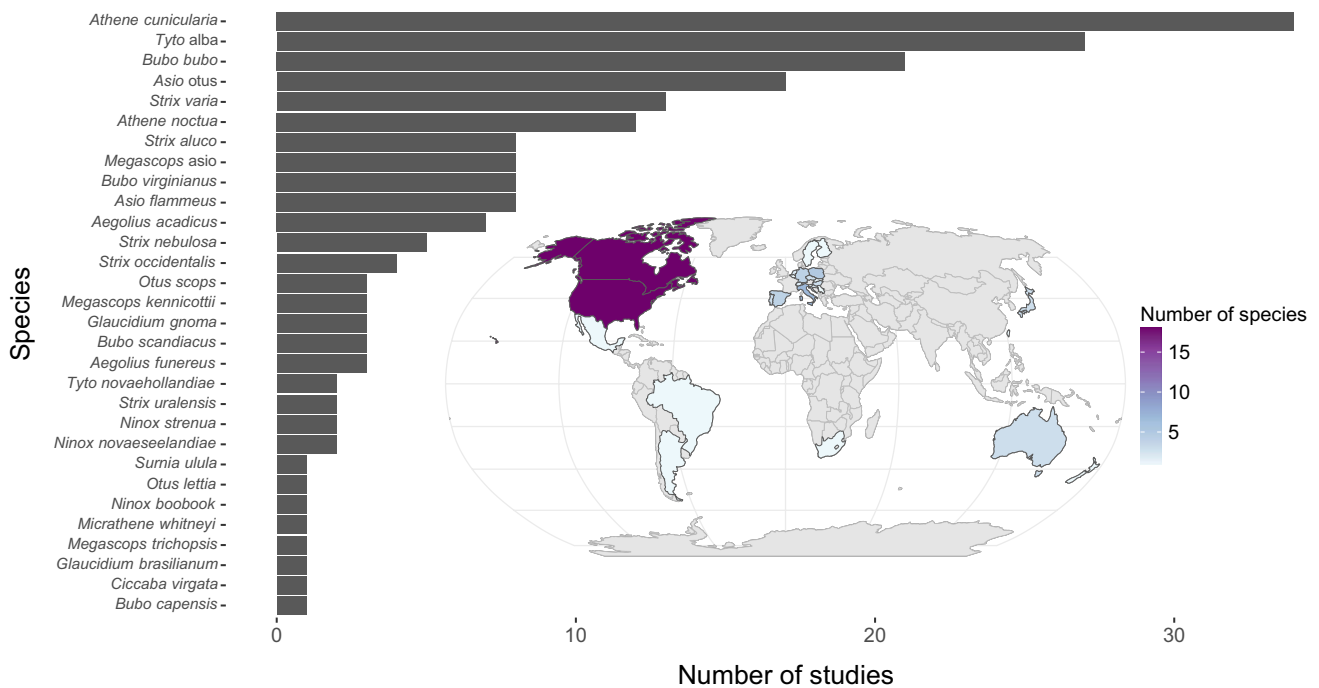 Athene cunicularia
Tyto alba
Bubo bubo
Asio otus
Strix varia
Athene noctua
Strix aluco
Megascops asio
Bubo virginianus
Asio flammeus
Aegolius acadicus
Strix nebulosa
Strix occidentalis
Otus scops
Megascops kennicottii
Glaucidium gnoma
Bubo scandiacus
Aegolius funereus
Tyto novaehollandiae
Strix uralensis
Ninox strenua
Ninox novaeseelandiae
Surnia ulula
Otus lettia
Ninox boobook
Micrathene whitneyi
Megascops trichopsis
Glaucidium brasilianum
Ciccaba virgata
Bubo capensis
Species
Number of species
15
10
5
0 10 20 30
Number of studies